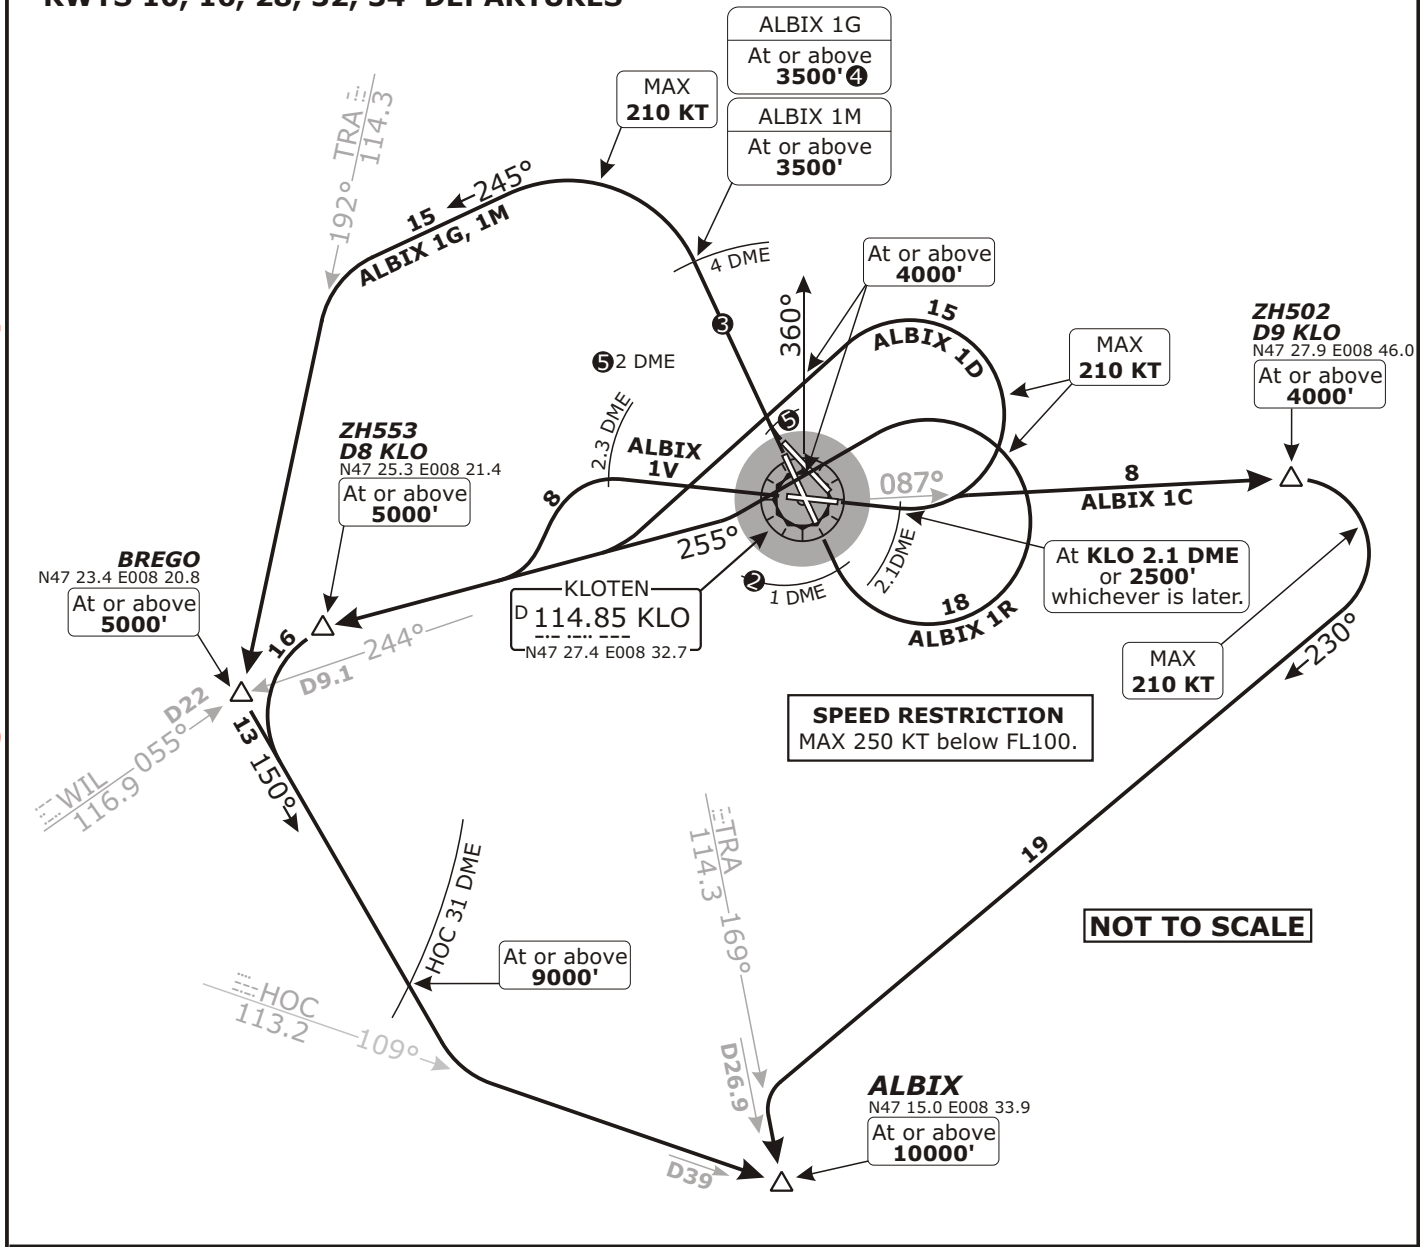 RWYS 10, 16, 28, 32, 34 DEPARTURES
ALBIX 1G
At or above
3500' 4
ALBIX 1M
At or above
3500'
MAX
210 KT
TRA
114.3
192°
245°
15
ALBIX 1G, 1M
4 DME
3
At or above
4000'
360°
15
ALBIX 1D
MAX
210 KT
ZH502
D9 KLO
N47 27.9 E008 46.0
At or above
4000'
5 2 DME
5
2.3 DME
ALBIX
1V
8
ZH553
D8 KLO
N47 25.3 E008 21.4
At or above
5000'
087°
8
ALBIX 1C
255°
2.1DME
At KLO 2.1 DME
or 2500'
whichever is later.
BREGO
N47 23.4 E008 20.8
At or above
5000'
KLOTEN
D 114.85 KLO
N47 27.4 E008 32.7
2
1 DME
18
ALBIX 1R
16
244°
D9.1
230°
MAX
210 KT
D22
055°
WIL
116.9
13
150°
SPEED RESTRICTION
MAX 250 KT below FL100.
TRA
114.3
169°
D26.9
19
NOT TO SCALE
HOC 31 DME
At or above
9000'
HOC
113.2
109°
D39
ALBIX
N47 15.0 E008 33.9
At or above
10000'